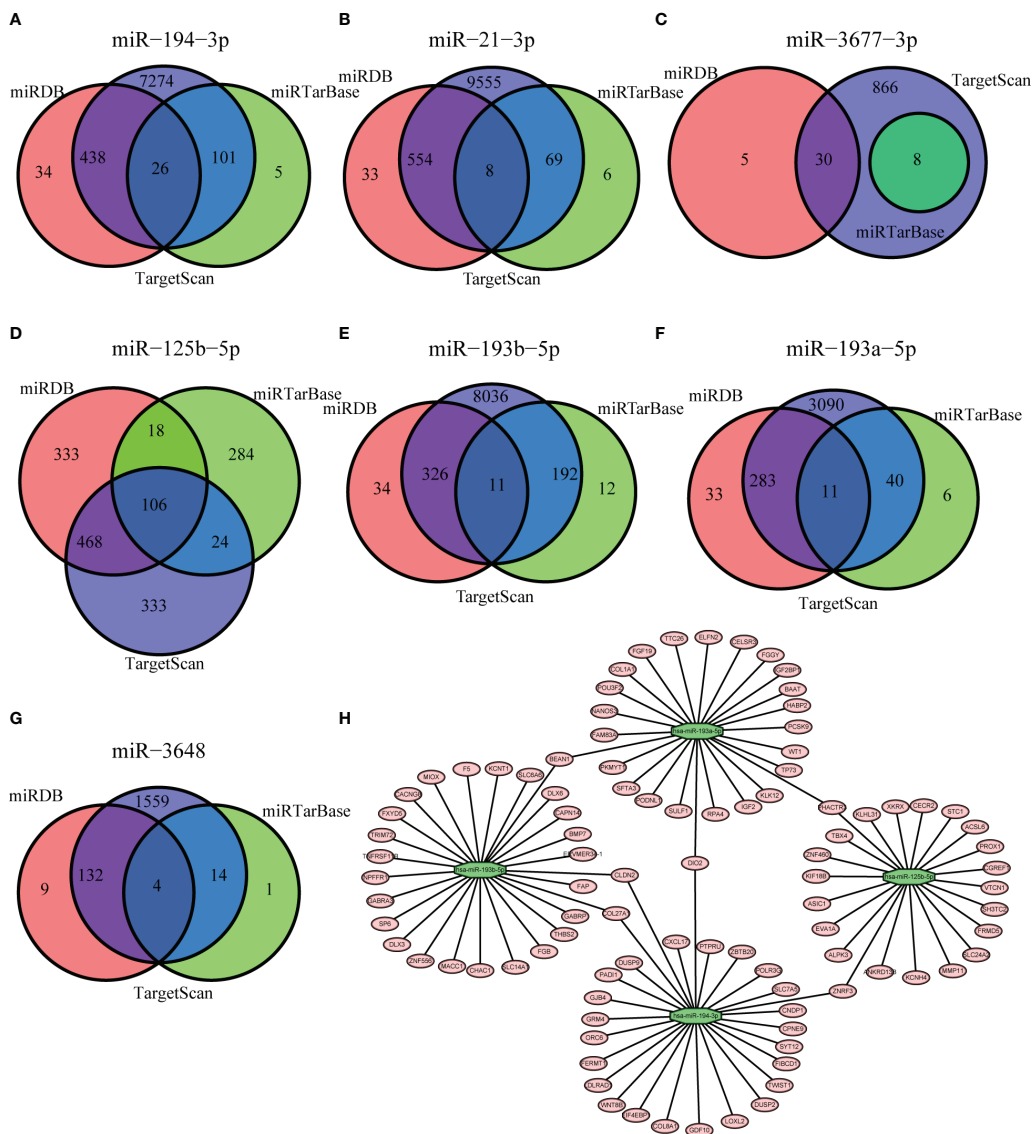 A
miR−194−3p
miRDB
7274
miRTarBase
34
438
26
101
5
TargetScan
B
miR−21−3p
miRDB
9555
miRTarBase
33
554
8
69
6
TargetScan
C
miR−3677−3p
miRDB
TargetScan
866
5
30
8
miRTarBase
D
miR−125b−5p
miRDB
miRTarBase
18
333
284
106
468
24
333
TargetScan
E
miR−193b−5p
miRDB
8036
miRTarBase
34
326
11
192
12
TargetScan
F
miR−193a−5p
miRDB
3090
miRTarBase
33
283
11
40
6
TargetScan
G
miR−3648
miRDB
1559
miRTarBase
9
132
4
14
1
TargetScan
H
TTC26
ELFN2
CELSR3
FGF19
FGGY
COL1A1
IGF2BP1
POU3F2
BAAT
NANOS3
HABP2
FAM83A
hsa-miR-193a-5p
PCSK9
WT1
BEAN1
TP73
PKMYT1
SFTA3
PODNL1
SULF1
RPA4
IGF2
KLK12
PHACTR
DIO2
MIOX
F5
KCNT1
SLC6A6
CACNG6
DLX6
FXYD5
CAPN14
TRIM72
BMP7
hsa-miR-193b-5p
CLDN2
NPFFR1
FAP
GABRA3
COL27A
GABRP
SP6
THBS2
DLX3
FGB
ZNF556
MACC1
CHAC1
SLC14A1
KLHL31
XKRX
CECR2
STC1
TBX4
ACSL6
ZNF460
PROX1
KIF18B
hsa-miR-125b-5p
CGREF1
ASIC1
VTCN1
EVA1A
SH3TC2
ALPK3
FRMD5
ANKRD13B
SLC24A2
KCNH4
MMP11
ZNRF3
CXCL17
PTPRU
ZBTB20
DUSP9
POLR3G
PADI1
SLC7A5
GJB4
CNDP1
GRM4
hsa-miR-194-3p
CPNE9
ORC6
SYT12
FERMT1
FIBCD1
DLRAD
TWIST1
WNT8B
DUSP2
EIF4EBP
LOXL2
COL8A1
GDF10